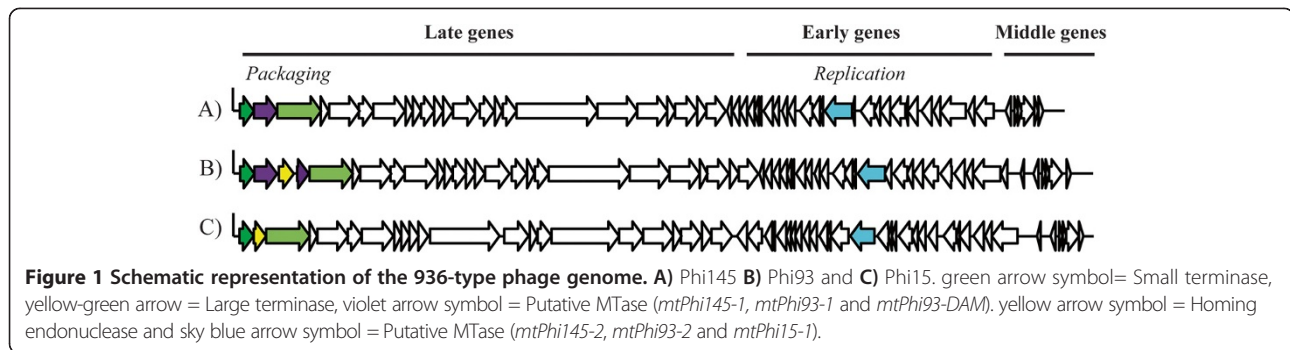 Late genes Early genes Middle genes
Packaging Replication
A)
B)
C)
Figure 1 Schematic representation of the 936-type phage genome. A) Phi145 B) Phi93 and C) Phi15. green arrow symbol= Small terminase,
yellow-green arrow = Large terminase, violet arrow symbol = Putative MTase (mtPhi145-1, mtPhi93-1 and mtPhi93-DAM). yellow arrow symbol = Homing
endonuclease and sky blue arrow symbol = Putative MTase (mtPhi145-2, mtPhi93-2 and mtPhi15-1).